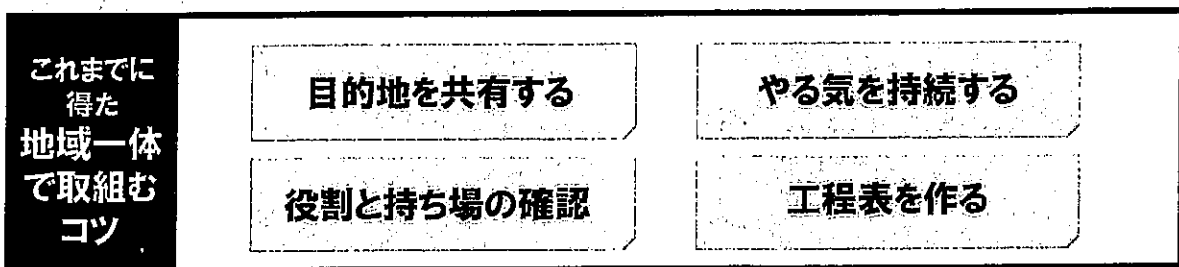 これまでに
得た
地域一体
で取組む
コツ
目的地を共有する
やる気を持続する
役割と持ち場の確認
工程表を作る